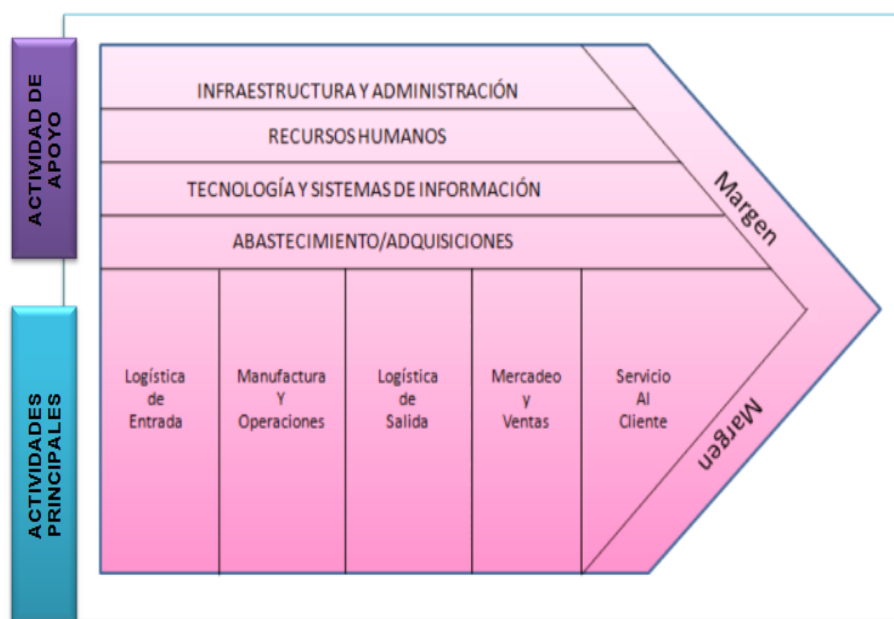 ACTIVIDAD DE
APOYO
INFRAESTRUCTURA Y ADMINISTRACIÓN
RECURSOS HUMANOS
TECNOLOGÍA Y SISTEMAS DE INFORMACIÓN
ABASTECIMIENTO/ADQUISICIONES
Margen
ACTIVIDADES
PRINCIPALES
Logística
de
Entrada
Manufactura
Y
Operaciones
Logística
de
Salida
Mercadeo
y
Ventas
Servicio
Al
Cliente
Margen